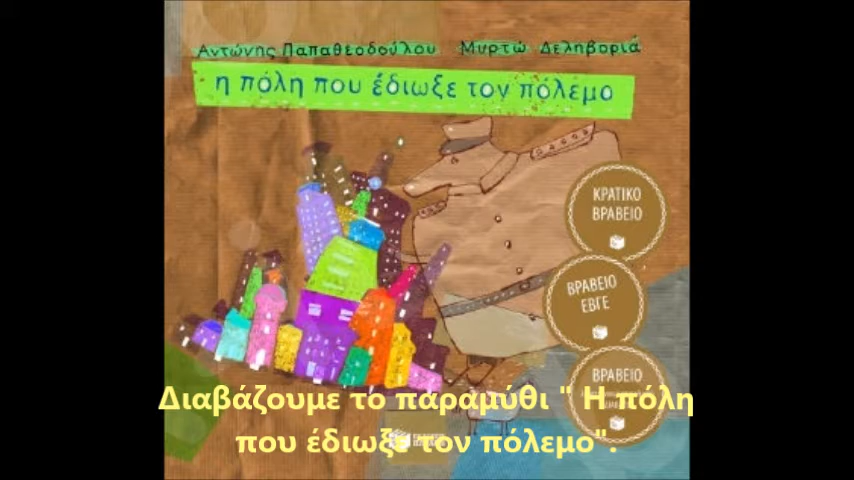 Αντώνης Παπαθεοδούλου Μυρτώ Δεληβοριά
η πόλη που έδιωξε τον πόλεμο
ΚΡΑΤΙΚΟ
ΒΡΑΒΕΙΟ
ΒΡΑΒΕΙΟ
ΕΒΓΕ
ΒΡΑΒΕΙΟ
Διαβάζουμε το παραμύθι " Η πόλη
που έδιωξε τον πόλεμο".